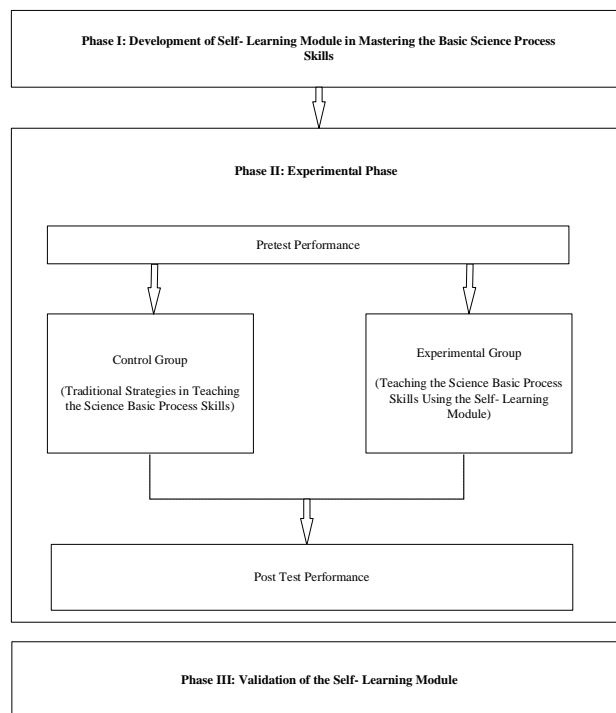 Phase I: Development of Self- Learning Module in Mastering the Basic Science Process
Skills
Phase II: Experimental Phase
Pretest Performance
Control Group
(Traditional Strategies in Teaching
the Science Basic Process Skills)
Experimental Group
(Teaching the Science Basic Process
Skills Using the Self- Learning
Module)
Post Test Performance
Phase III: Validation of the Self- Learning Module